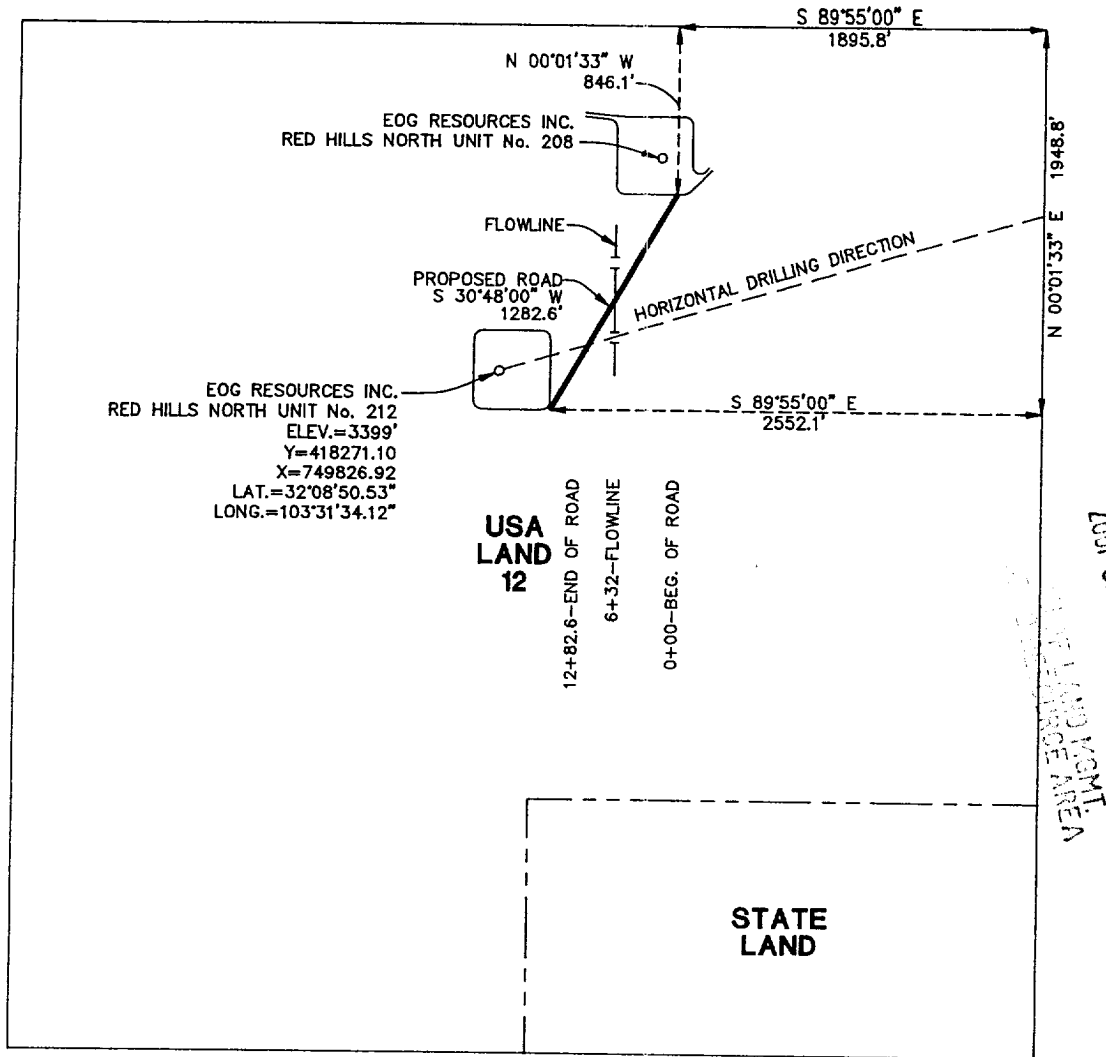 S 89°55'00" E
1895.8'
N 00°01'33" W
846.1'
EOG RESOURCES INC.
RED HILLS NORTH UNIT No. 208
1948.8'
N 00°01'33" E
FLOWLINE
HORIZONTAL DRILLING DIRECTION
PROPOSED ROAD
S 30°48'00" W
1282.6'
EOG RESOURCES INC.
RED HILLS NORTH UNIT No. 212
ELEV.=3399'
Y=418271.10
X=749826.92
LAT.=32°08'50.53"
LONG.=103°31'34.12"
S 89°55'00" E
2552.1'
USA
LAND
12
12+82.6-END OF ROAD
6+32-FLOWLINE
0+00-BEG. OF ROAD
LAND MGMT.
AREA
STATE
LAND